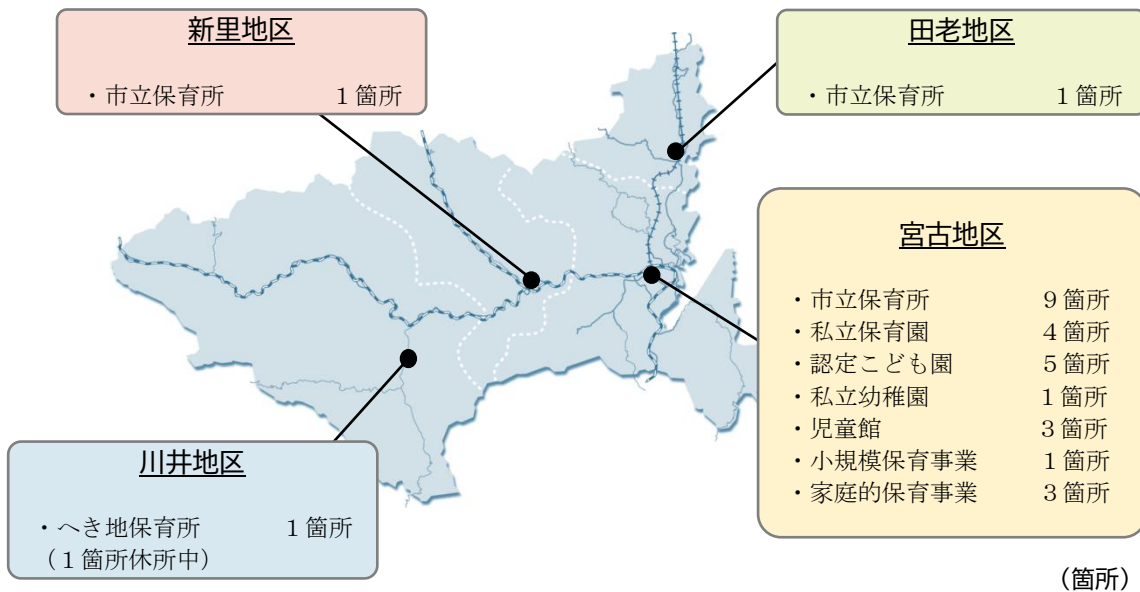 新里地区
・市立保育所　１箇所
田老地区
・市立保育所　１箇所
宮古地区
・市立保育所　９箇所
・私立保育園　４箇所
・認定こども園　５箇所
・私立幼稚園　１箇所
・児童館　３箇所
・小規模保育事業　１箇所
・家庭的保育事業　３箇所
川井地区
・へき地保育所　１箇所
（１箇所休所中）
（箇所）